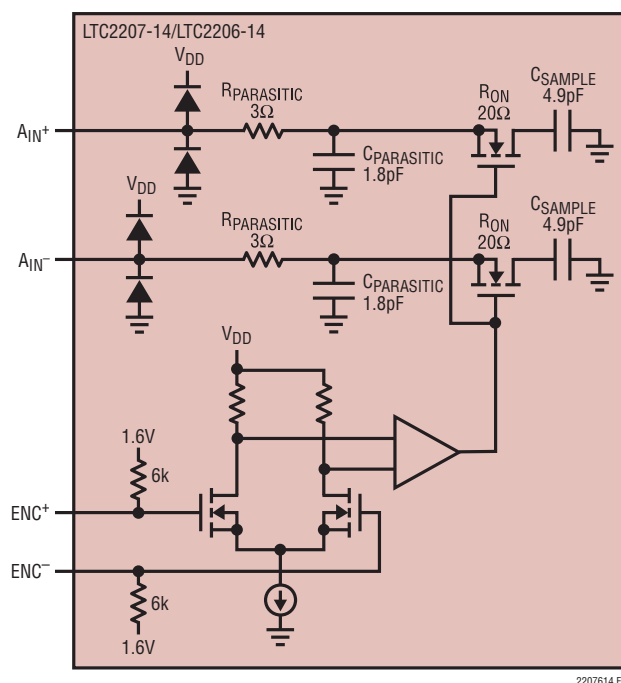 LTC2207-14/LTC2206-14
VDD
RPARASITIC
3Ω
RON
20Ω
CSAMPLE
4.9pF
AIN+
CPARASITIC
1.8pF
VDD
RPARASITIC
3Ω
RON
20Ω
CSAMPLE
4.9pF
AIN−
CPARASITIC
1.8pF
VDD
1.6V
6k
ENC+
ENC−
6k
1.6V